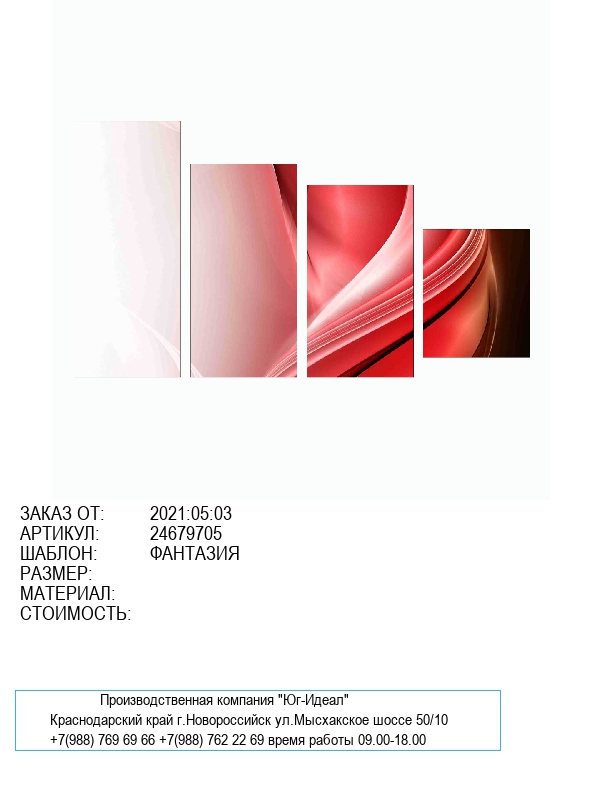 ЗАКАЗ ОТ: 2021:05:03
АРТИКУЛ: 24679705
ШАБЛОН: ФАНТАЗИЯ
РАЗМЕР:
МАТЕРИАЛ:
СТОИМОСТЬ:
Производственная компания "Юг-Идеал"
Краснодарский край г.Новороссийск ул.Мысхакское шоссе 50/10
+7(988) 769 69 66 +7(988) 762 22 69 время работы 09.00-18.00